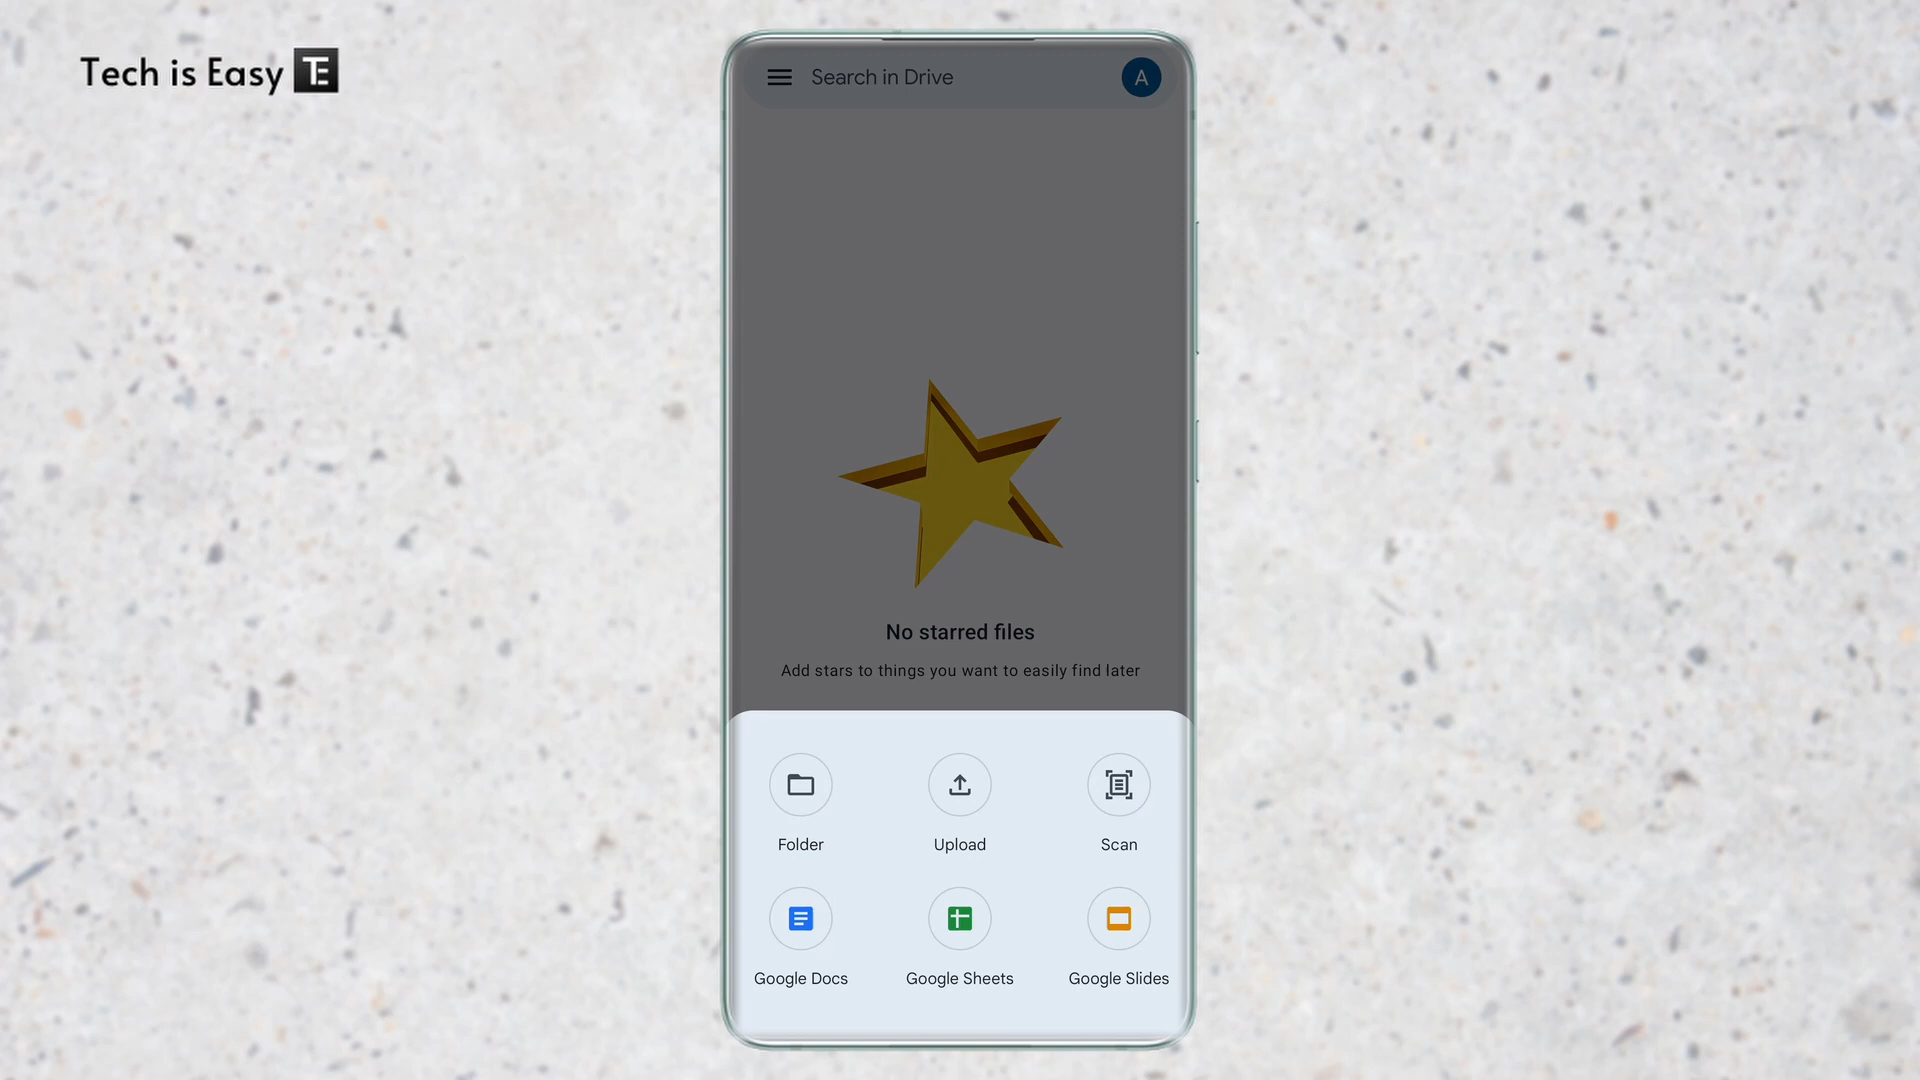 Tech is Easy TE
Search in Drive
A
No starred files
Add stars to things you want to easily find later
Folder
Upload
Scan
Google Docs
Google Sheets
Google Slides